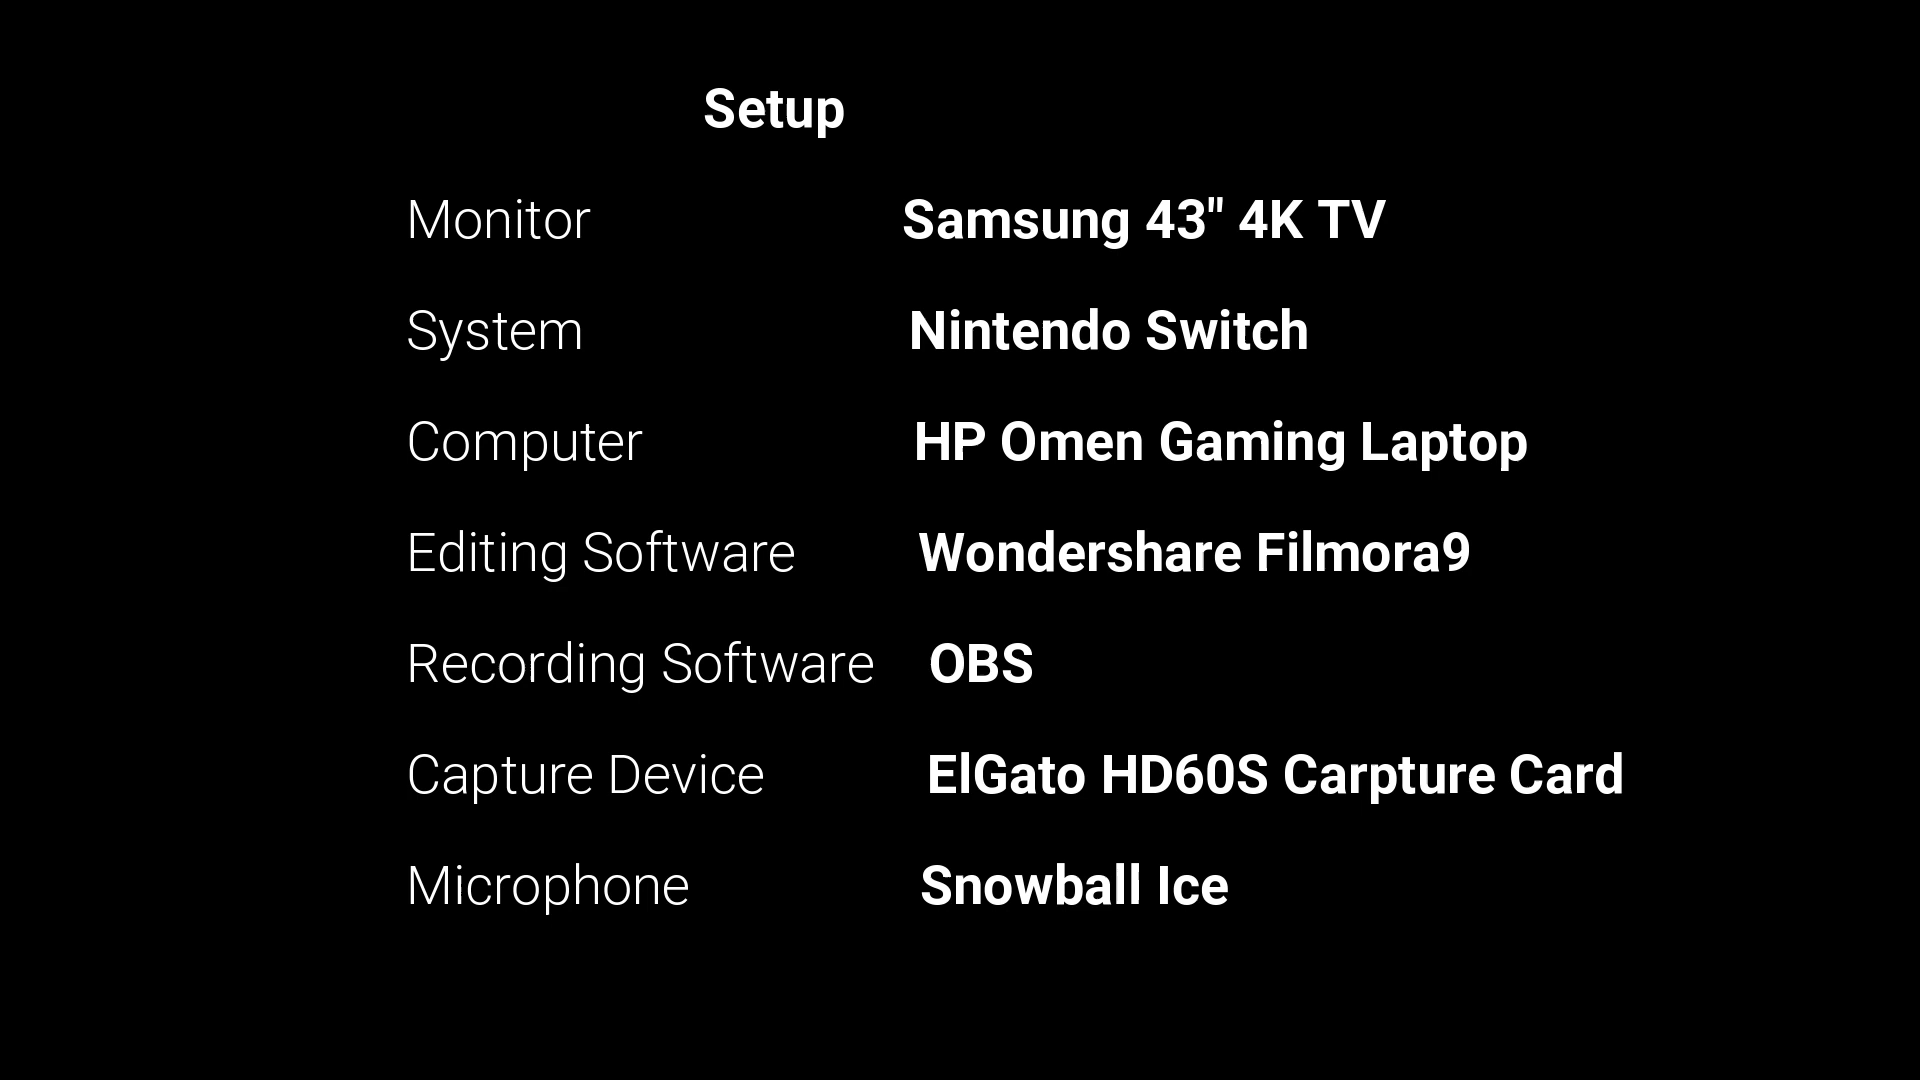 Setup
Monitor Samsung 43" 4K TV
System Nintendo Switch
Computer HP Omen Gaming Laptop
Editing Software Wondershare Filmora9
Recording Software OBS
Capture Device ElGato HD60S Carpture Card
Microphone Snowball Ice